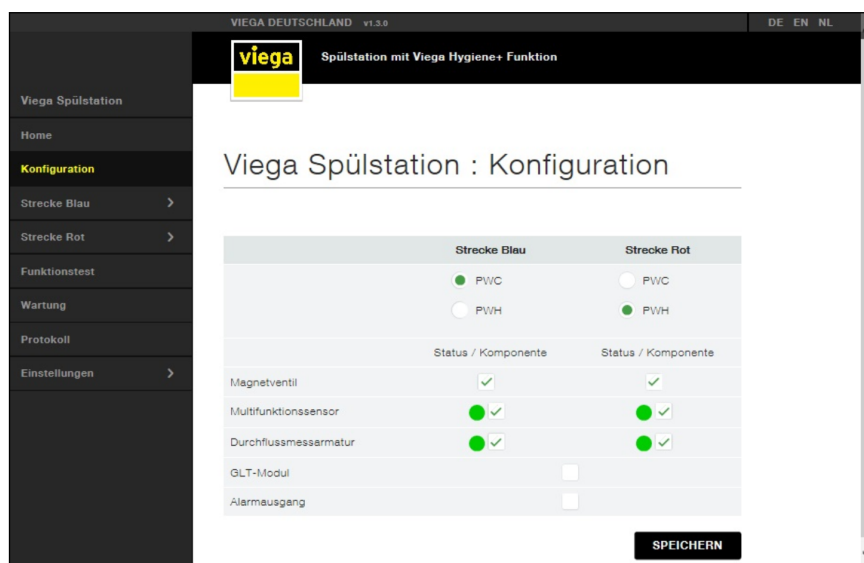 VIEGA DEUTSCHLAND v1.3.0
DE EN NL
viega
Spülstation mit Viega Hygiene+ Funktion
Viega Spülstation
Home
Konfiguration
Strecke Blau
Strecke Rot
Funktionstest
Wartung
Protokoll
Einstellungen
Viega Spülstation : Konfiguration
Strecke Blau Strecke Rot
PWC PWC
PWH PWH
Status / Komponente Status / Komponente
Magnetventil
Multifunktionssensor
Durchflussmessarmatur
GLT-Modul
Alarmausgang
SPEICHERN